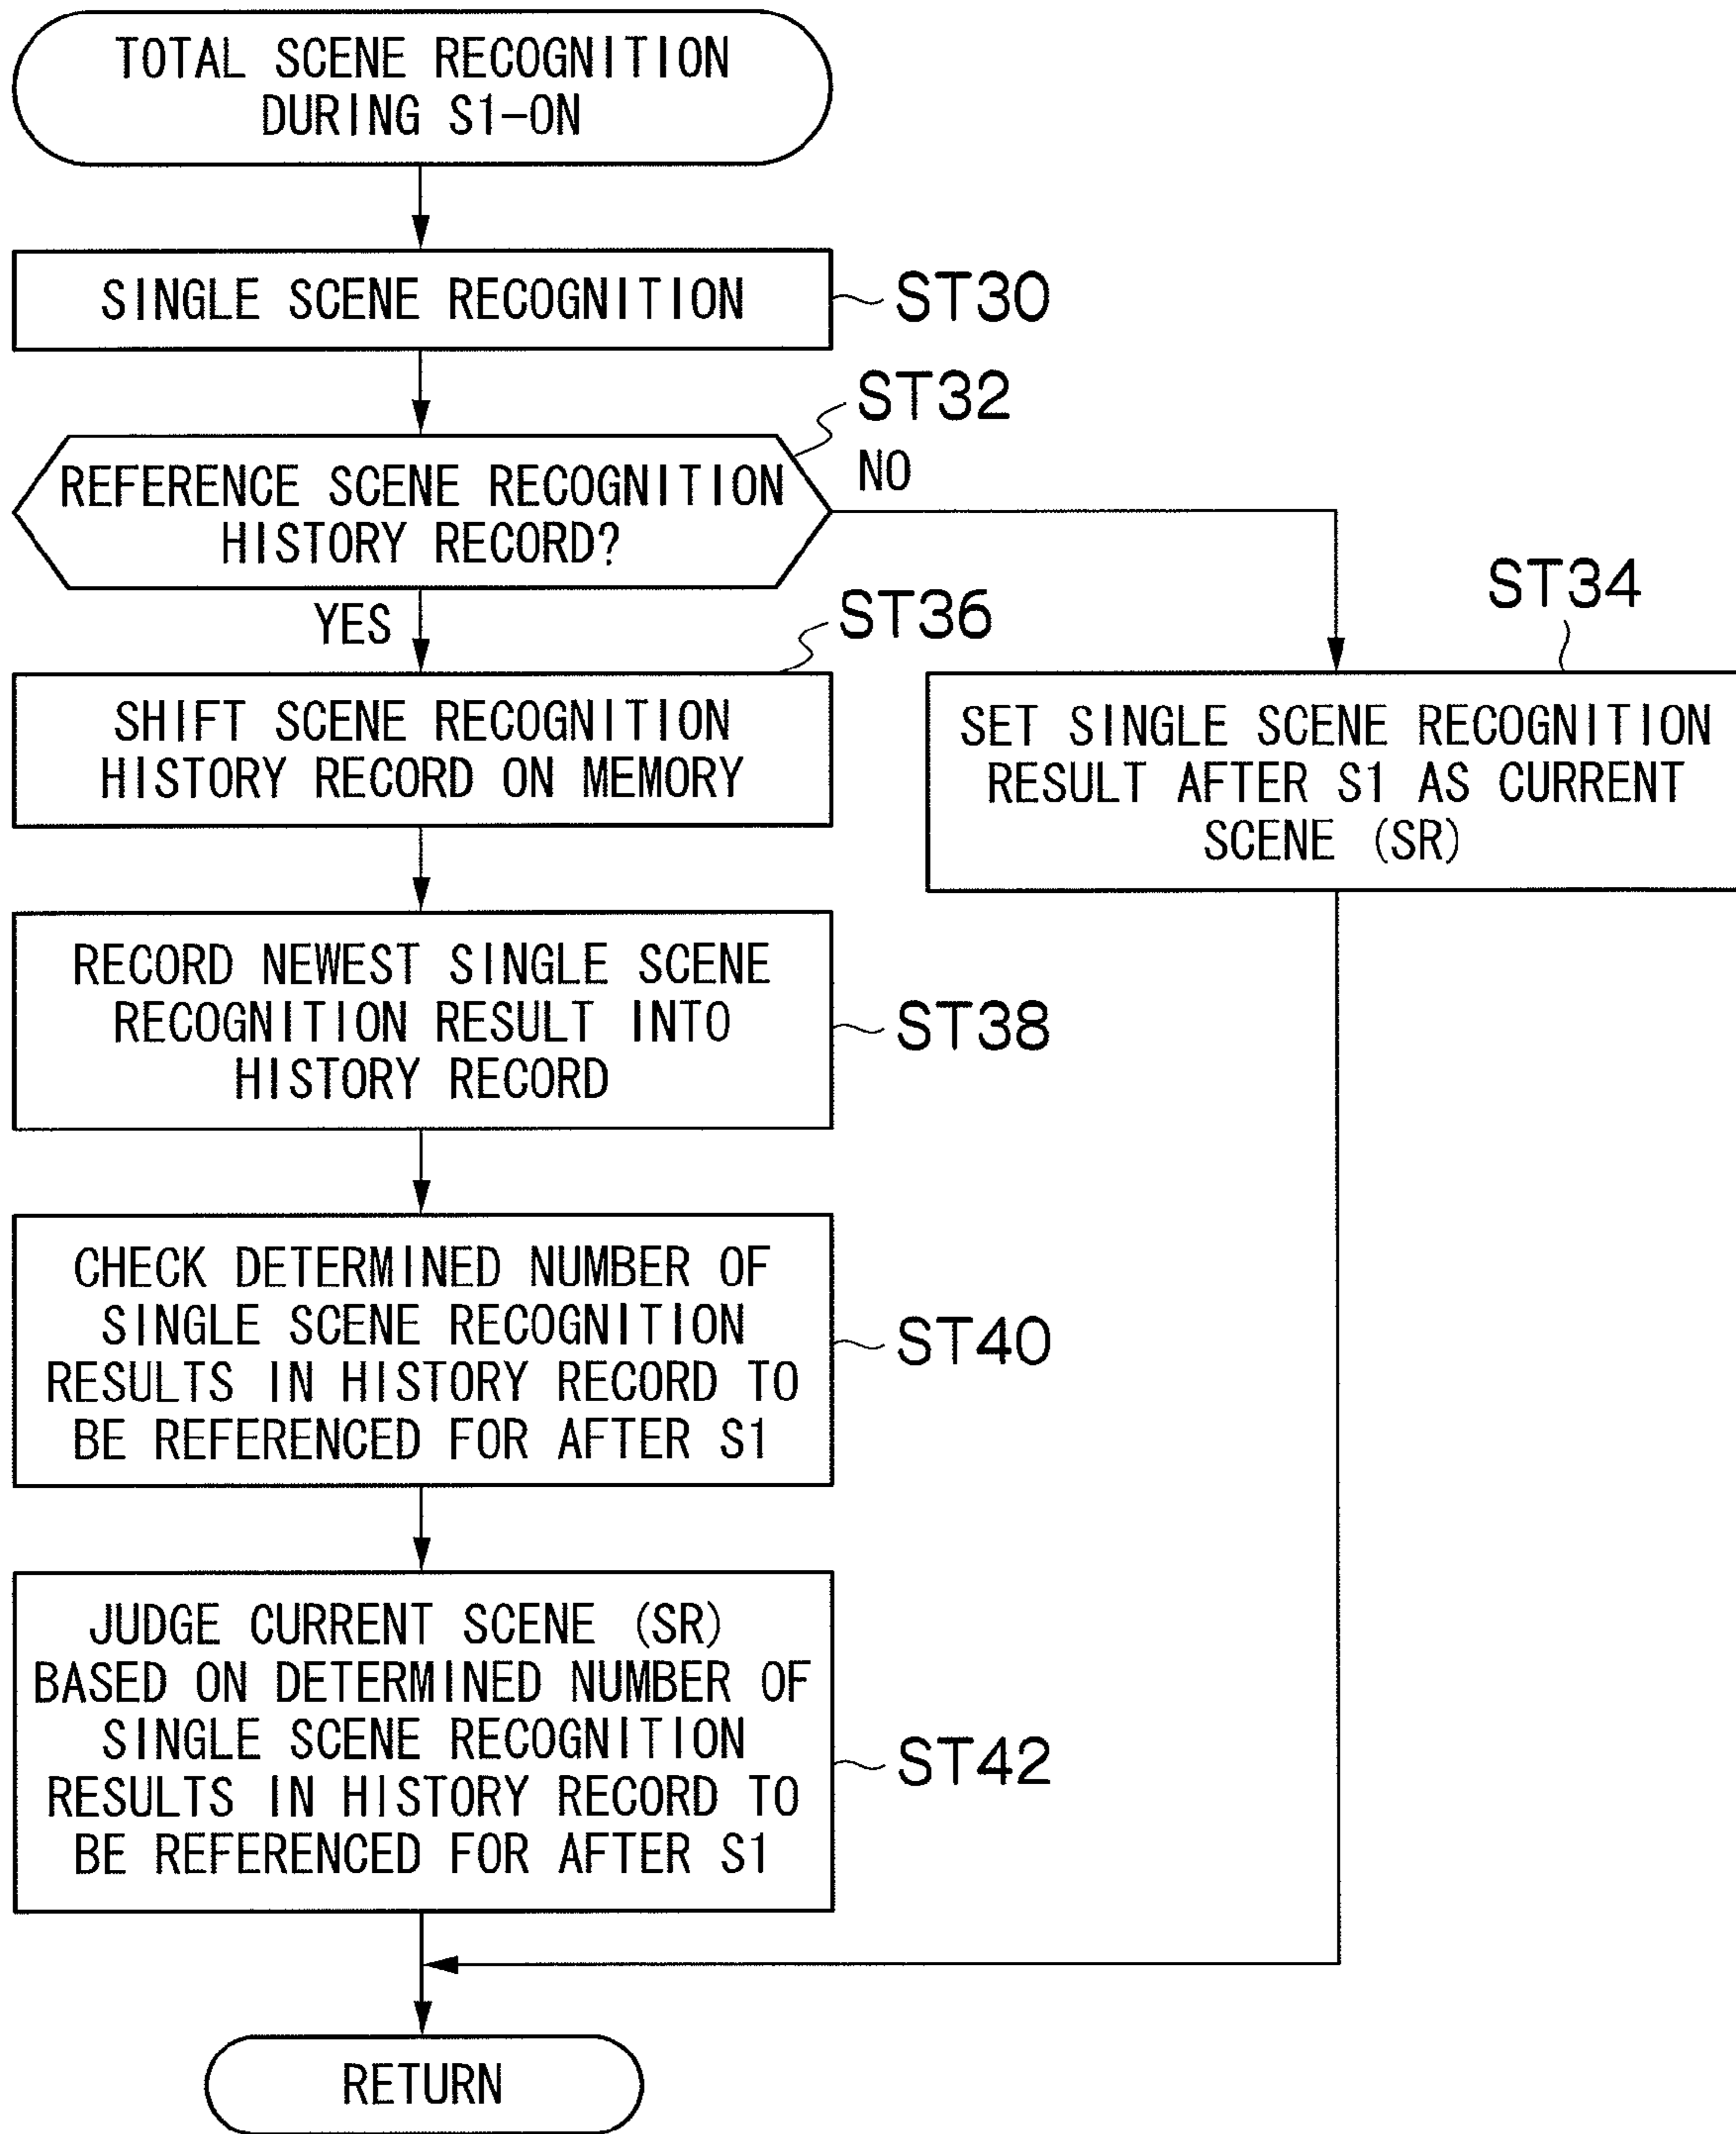 TOTAL SCENE RECOGNITION
DURING S1-ON
SINGLE SCENE RECOGNITION
ST30
ST32
REFERENCE SCENE RECOGNITION
HISTORY RECORD?
NO
YES
ST36
SHIFT SCENE RECOGNITION
HISTORY RECORD ON MEMORY
ST34
SET SINGLE SCENE RECOGNITION
RESULT AFTER S1 AS CURRENT
SCENE (SR)
RECORD NEWEST SINGLE SCENE
RECOGNITION RESULT INTO
HISTORY RECORD
ST38
CHECK DETERMINED NUMBER OF
SINGLE SCENE RECOGNITION
RESULTS IN HISTORY RECORD TO
BE REFERENCED FOR AFTER S1
ST40
JUDGE CURRENT SCENE (SR)
BASED ON DETERMINED NUMBER OF
SINGLE SCENE RECOGNITION
RESULTS IN HISTORY RECORD TO
BE REFERENCED FOR AFTER S1
ST42
RETURN